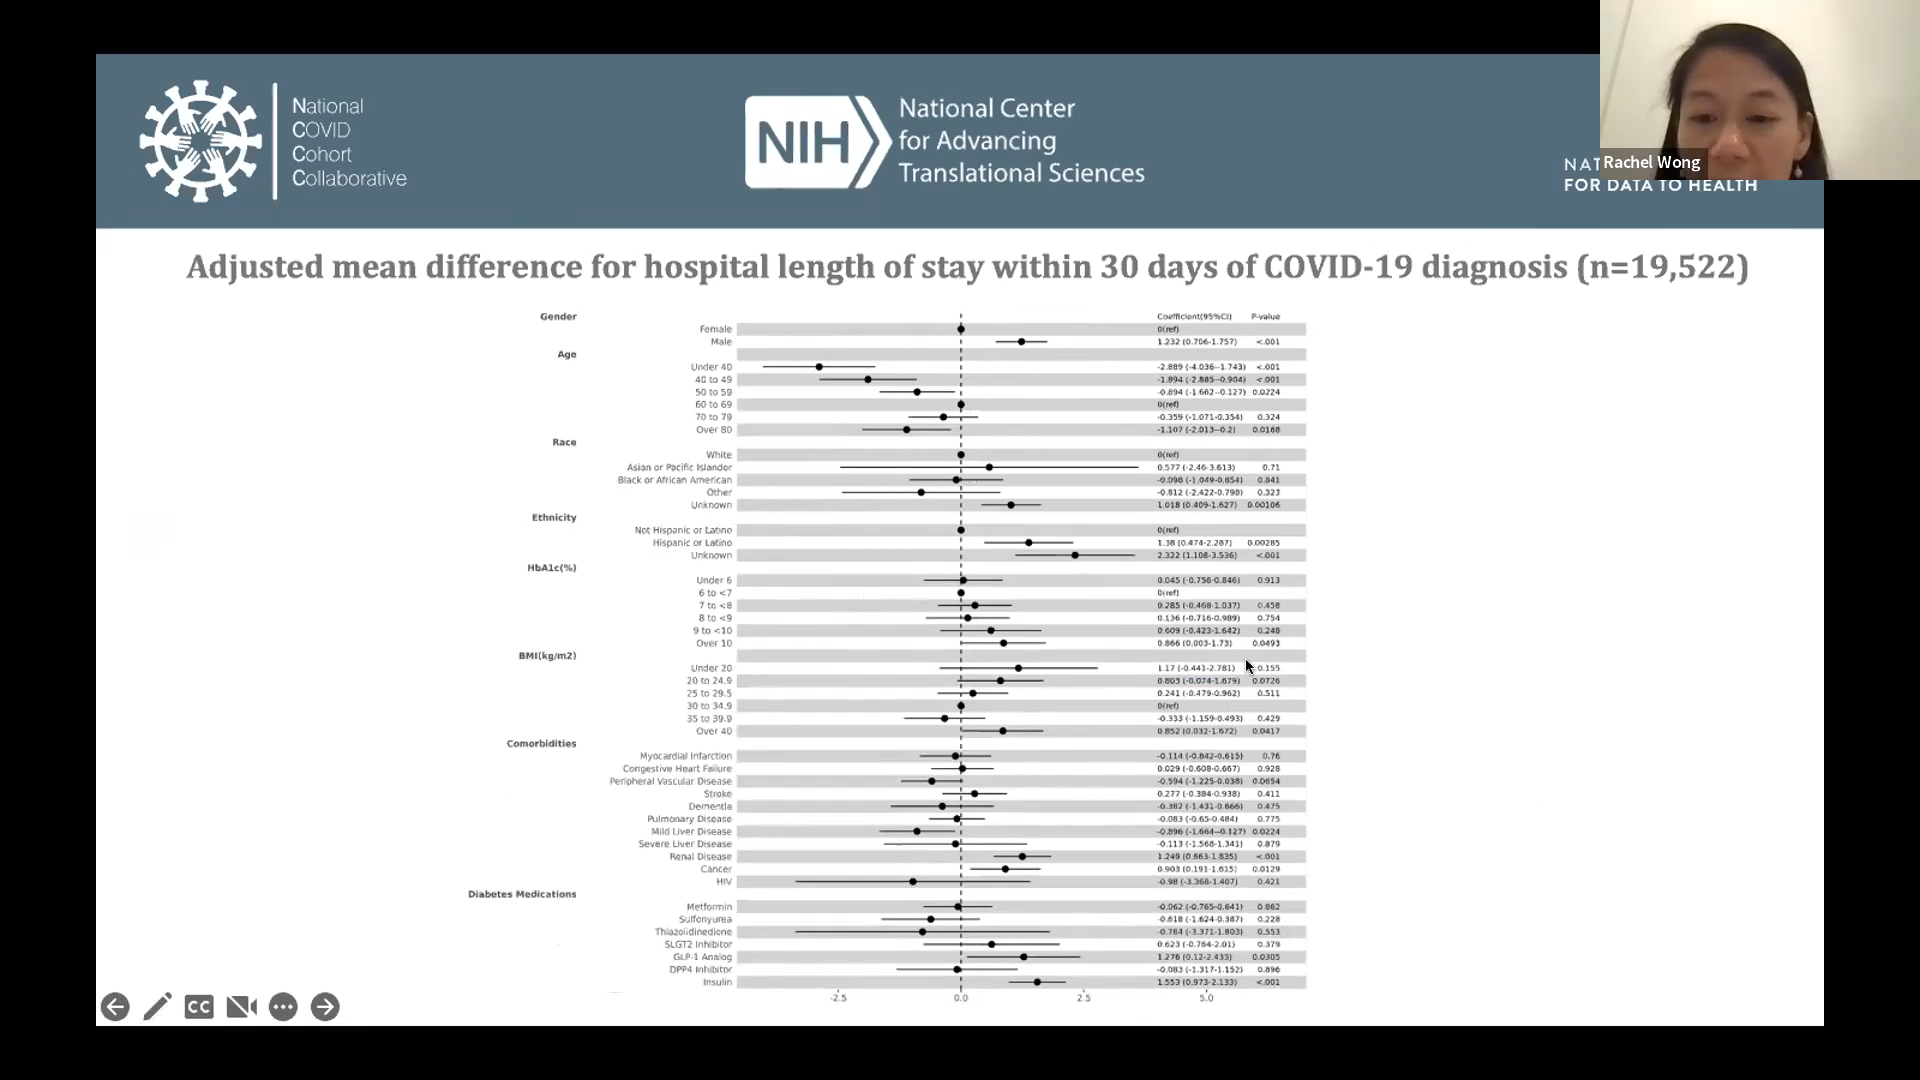 National
COVID
Cohort
Collaborative
NIH
National Center
for Advancing
Translational Sciences
NAT
FOR DATA TO HEALTH
Rachel Wong
Adjusted mean difference for hospital length of stay within 30 days of COVID-19 diagnosis (n=19,522)
Gender Coefficient(95%CI) P-value
Female 0(ref)
Male 1.232 (0.706-1.757) <.001
Age
Under 40 -2.889 (-4.036--1.743) <.001
40 to 49 -1.894 (-2.885--0.904) <.001
50 to 59 -0.894 (-1.662--0.127) 0.0224
60 to 69 0(ref)
70 to 79 -0.359 (-1.071-0.354) 0.324
Over 80 -1.107 (-2.013--0.2) 0.0168
Race
White 0(ref)
Asian or Pacific Islander 0.577 (-2.46-3.613) 0.71
Black or African American -0.098 (-1.049-0.854) 0.841
Other -0.812 (-2.422-0.798) 0.323
Unknown 1.018 (0.409-1.627) 0.00106
Ethnicity
Not Hispanic or Latino 0(ref)
Hispanic or Latino 1.38 (0.474-2.287) 0.00285
Unknown 2.322 (1.108-3.536) <.001
HbA1c(%)
Under 6 0.045 (-0.756-0.846) 0.913
6 to <7 0(ref)
7 to <8 0.285 (-0.468-1.037) 0.458
8 to <9 0.136 (-0.716-0.989) 0.754
9 to <10 0.609 (-0.423-1.642) 0.248
Over 10 0.866 (0.003-1.73) 0.0493
BMI(kg/m2)
Under 20 1.17 (-0.441-2.781) 0.155
20 to 24.9 0.803 (-0.074-1.679) 0.0726
25 to 29.5 0.241 (-0.479-0.962) 0.511
30 to 34.9 0(ref)
35 to 39.9 -0.333 (-1.159-0.493) 0.429
Over 40 0.852 (0.032-1.672) 0.0417
Comorbidities
Myocardial Infarction -0.114 (-0.842-0.615) 0.76
Congestive Heart Failure 0.029 (-0.608-0.667) 0.928
Peripheral Vascular Disease -0.594 (-1.225-0.038) 0.0654
Stroke 0.277 (-0.384-0.938) 0.411
Dementia -0.382 (-1.431-0.666) 0.475
Pulmonary Disease -0.083 (-0.65-0.484) 0.775
Mild Liver Disease -0.896 (-1.664--0.127) 0.0224
Severe Liver Disease -0.113 (-1.568-1.341) 0.879
Renal Disease 1.249 (0.663-1.835) <.001
Cancer 0.903 (0.191-1.615) 0.0129
HIV -0.98 (-3.368-1.407) 0.421
Diabetes Medications
Metformin -0.062 (-0.765-0.641) 0.862
Sulfonyurea -0.618 (-1.624-0.387) 0.228
Thiazolidinedione -0.784 (-3.371-1.803) 0.553
SLGT2 Inhibitor 0.623 (-0.764-2.01) 0.379
GLP-1 Analog 1.276 (0.12-2.433) 0.0305
DPP4 Inhibitor -0.083 (-1.317-1.152) 0.896
Insulin 1.553 (0.973-2.133) <.001
-2.5 0.0 2.5 5.0
CC